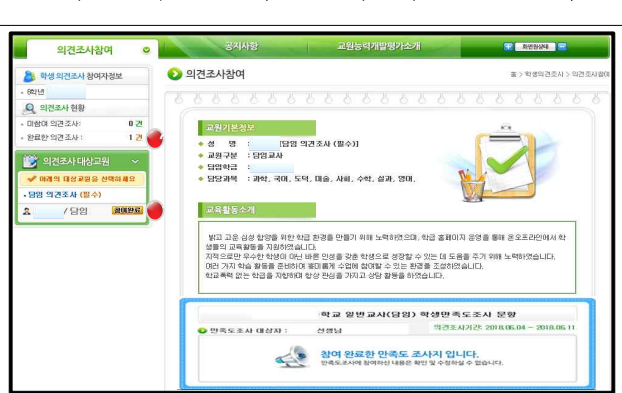 의견조사참여
공지사항
교원능력개발평가소개
화면원상태
학생 의견조사 참여자정보
6학년
의견조사 현황
미참여 의견조사 : 0 건
완료한 의견조사 : 1 건
의견조사 대상교원
아래의 대상교원을 선택하세요
담임 의견조사 (필수)
/ 담임 참여완료
의견조사참여
홈 > 학생의견조사 > 의견조사참여
교원기본정보
성 명 : [담임 의견조사 (필수)]
교원구분 : 담임교사
담임학급 :
담당과목 : 과학, 국어, 도덕, 미술, 사회, 수학, 실과, 영어,
교육활동소개
밝고 고운 심성 함양을 위한 학급 환경을 만들기 위해 노력하였으며, 학급 홈페이지 운영을 통해 온오프라인에서 학
생들의 교육활동을 지원하였습니다.
지적으로만 우수한 학생이 아닌 바른 인성을 갖춘 학생으로 성장할 수 있는 데 도움을 주기 위해 노력하였습니다.
여러 가지 학습 활동을 준비하여 흥미롭게 수업에 참여할 수 있는 환경을 조성하였습니다.
학교폭력 없는 학급을 지향하며 항상 관심을 가지고 상담 활동을 하였습니다.
학교 일반교사(담임) 학생만족도조사 문항
만족도조사 대상자 : 선생님
의견조사기간: 2018.06.04 ~ 2018.06.11
참여 완료한 만족도 조사지 입니다.
만족도조사에 참여하신 내용은 확인 및 수정하실 수 없습니다.